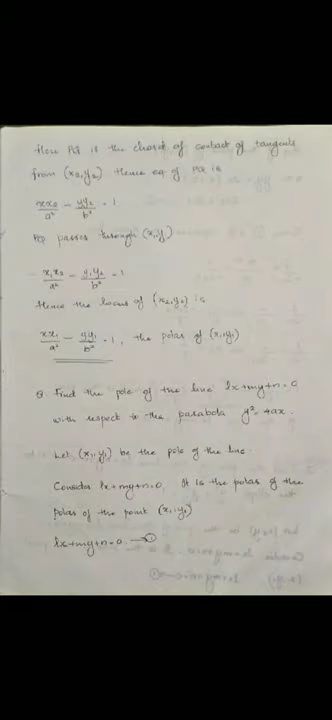 Here PQ is the chord of contact of tangents
from (x₂,y₂). Hence eq of PQ is
xx₂/a² - yy₂/b² = 1
PQ passes through (x₁,y₁)
x₁x₂/a² - y₁y₂/b² = 1
Hence the locus of (x₂,y₂) is
xx₁/a² - yy₁/b² = 1, the polar of (x₁,y₁)
Q. Find the pole of the line lx+my+n=0
with respect to the parabola y²=4ax.
Let (x₁,y₁) be the pole of the line.
Consider lx+my+n=0. It is the polar of the
polar of the point (x₁,y₁)
lx+my+n=0 → ①